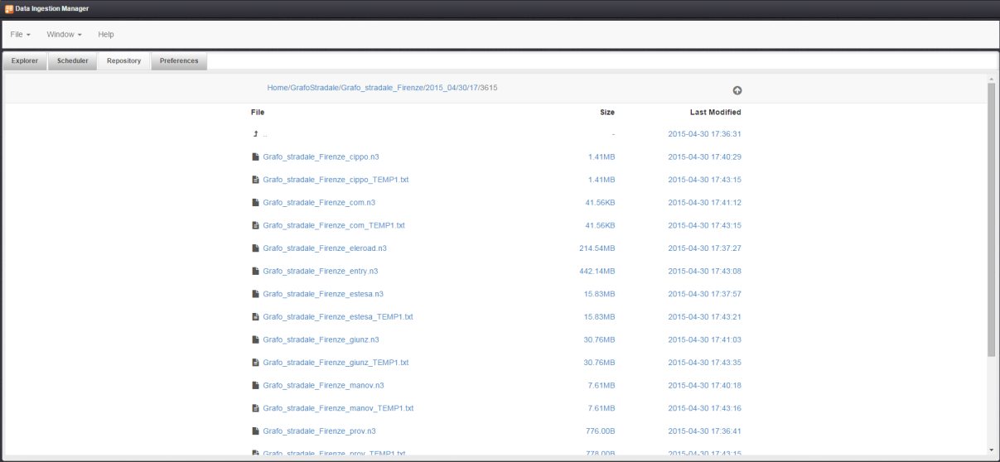 Data Ingestion Manager
File Window Help
Explorer Scheduler Repository Preferences
Home/GrafoStradale/Grafo_stradale_Firenze/2015_04/30/17/3615
File Size Last Modified
.. - 2015-04-30 17:36:31
Grafo_stradale_Firenze_cippo.n3 1.41MB 2015-04-30 17:40:29
Grafo_stradale_Firenze_cippo_TEMP1.txt 1.41MB 2015-04-30 17:43:15
Grafo_stradale_Firenze_com.n3 41.56KB 2015-04-30 17:41:12
Grafo_stradale_Firenze_com_TEMP1.txt 41.56KB 2015-04-30 17:43:15
Grafo_stradale_Firenze_eleroad.n3 214.54MB 2015-04-30 17:37:27
Grafo_stradale_Firenze_entry.n3 442.14MB 2015-04-30 17:43:08
Grafo_stradale_Firenze_estesa.n3 15.83MB 2015-04-30 17:37:57
Grafo_stradale_Firenze_estesa_TEMP1.txt 15.83MB 2015-04-30 17:43:21
Grafo_stradale_Firenze_giunz.n3 30.76MB 2015-04-30 17:41:03
Grafo_stradale_Firenze_giunz_TEMP1.txt 30.76MB 2015-04-30 17:43:35
Grafo_stradale_Firenze_manov.n3 7.61MB 2015-04-30 17:40:18
Grafo_stradale_Firenze_manov_TEMP1.txt 7.61MB 2015-04-30 17:43:16
Grafo_stradale_Firenze_prov.n3 776.00B 2015-04-30 17:36:41
Grafo_stradale_Firenze_prov_TEMP1.txt 778.00B 2015-04-30 17:43:15